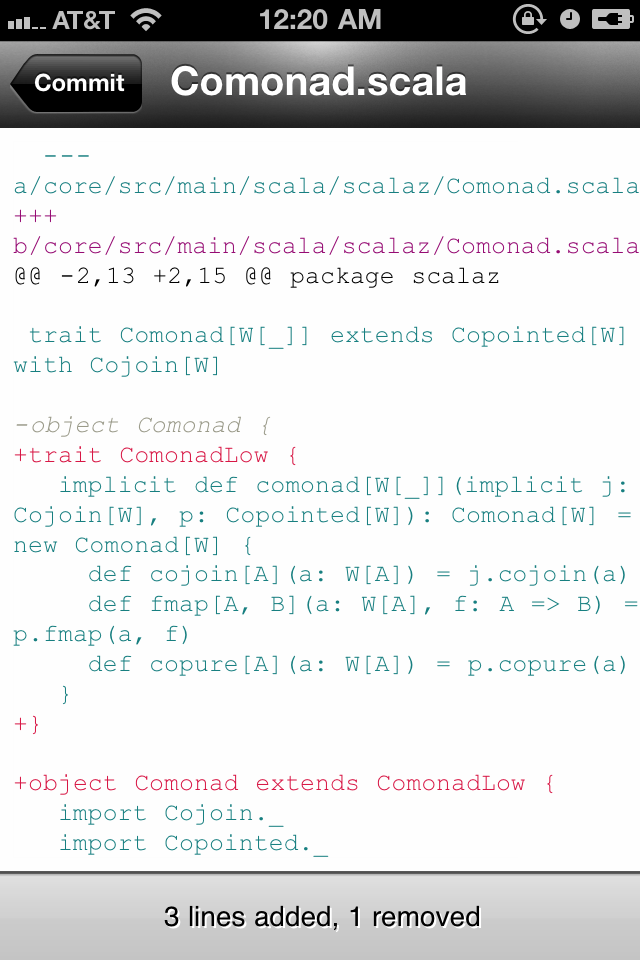 AT&T 12:20 AM
Commit Comonad.scala
---
a/core/src/main/scala/scalaz/Comonad.scala
+++
b/core/src/main/scala/scalaz/Comonad.scala
@@ -2,13 +2,15 @@ package scalaz
trait Comonad[W[_]] extends Copointed[W]
with Cojoin[W]
-object Comonad {
+trait ComonadLow {
implicit def comonad[W[_]](implicit j:
Cojoin[W], p: Copointed[W]): Comonad[W] =
new Comonad[W] {
def cojoin[A](a: W[A]) = j.cojoin(a)
def fmap[A, B](a: W[A], f: A => B) =
p.fmap(a, f)
def copure[A](a: W[A]) = p.copure(a)
}
+}
+object Comonad extends ComonadLow {
import Cojoin._
import Copointed._
3 lines added, 1 removed